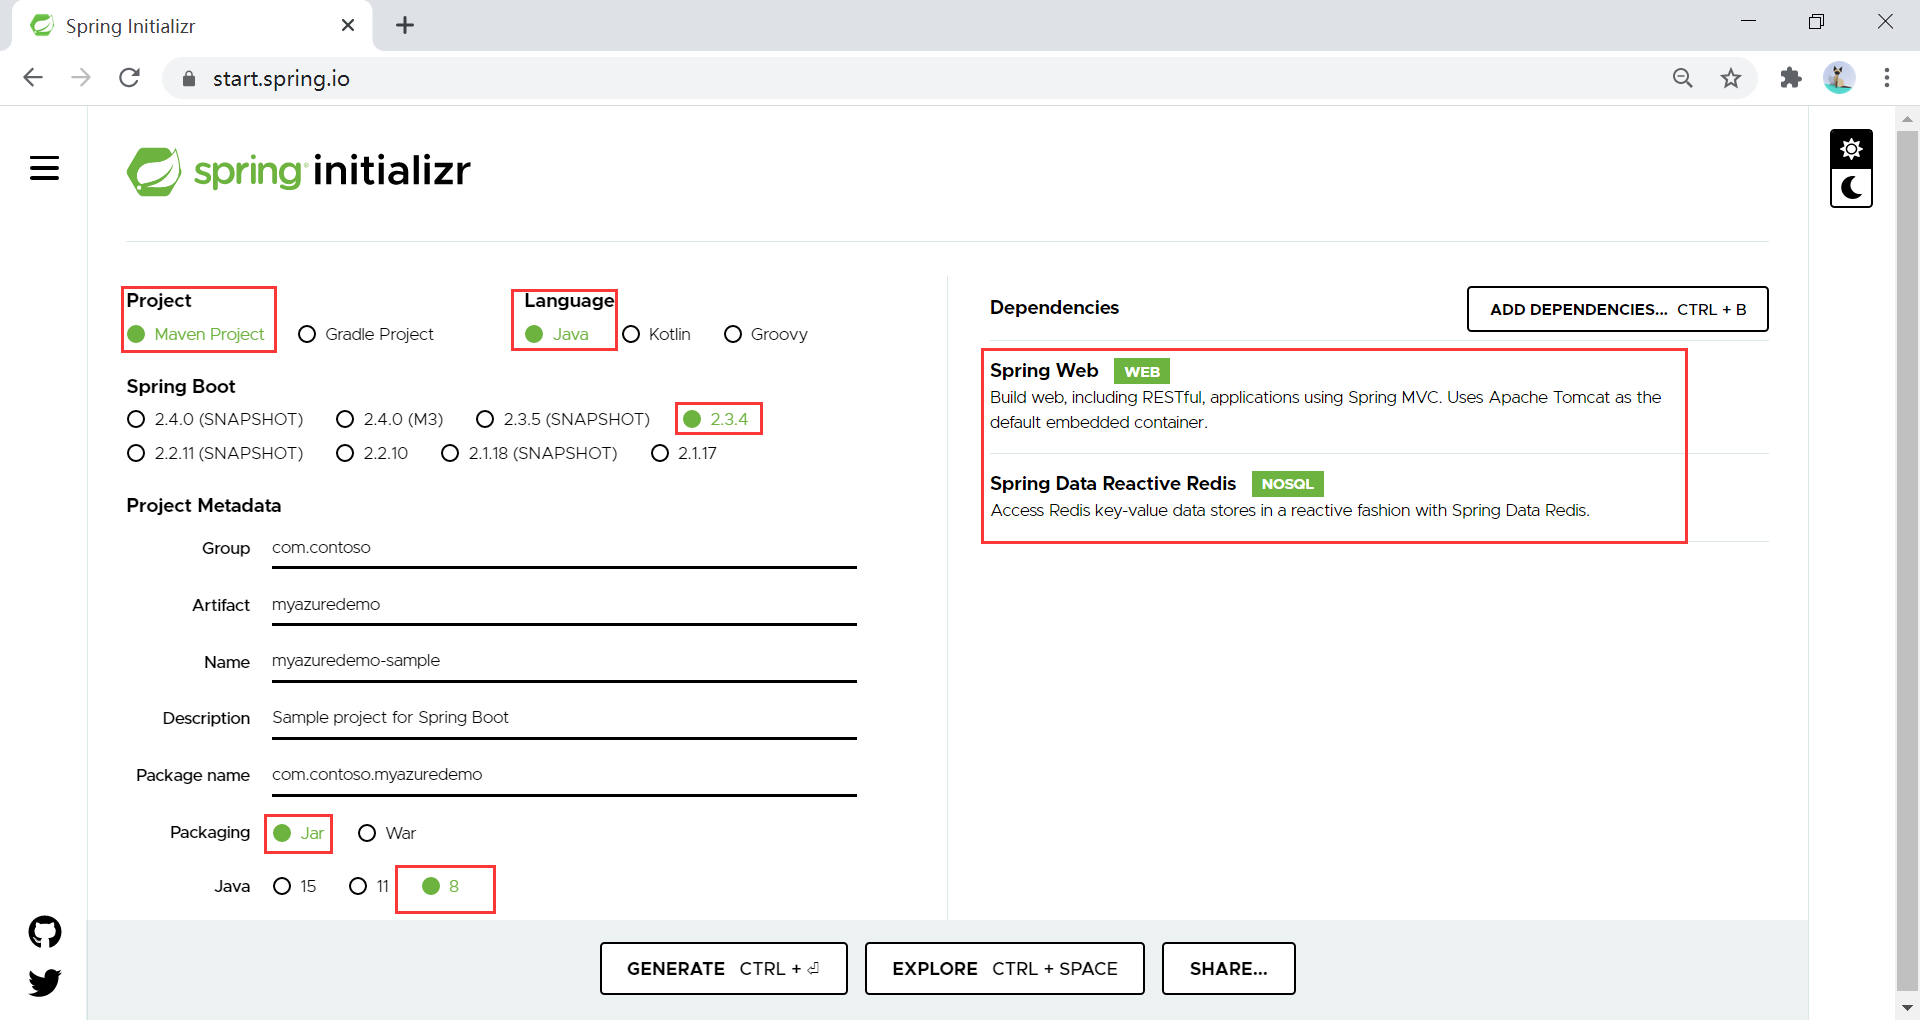 Spring Initializr
start.spring.io
spring initializr
Project
Maven Project Gradle Project
Language
Java Kotlin Groovy
Spring Boot
2.4.0 (SNAPSHOT) 2.4.0 (M3) 2.3.5 (SNAPSHOT) 2.3.4
2.2.11 (SNAPSHOT) 2.2.10 2.1.18 (SNAPSHOT) 2.1.17
Project Metadata
Group com.contoso
Artifact myazuredemo
Name myazuredemo-sample
Description Sample project for Spring Boot
Package name com.contoso.myazuredemo
Packaging Jar War
Java 15 11 8
Dependencies
ADD DEPENDENCIES... CTRL + B
Spring Web WEB
Build web, including RESTful, applications using Spring MVC. Uses Apache Tomcat as the
default embedded container.
Spring Data Reactive Redis NOSQL
Access Redis key-value data stores in a reactive fashion with Spring Data Redis.
GENERATE CTRL + ⏎
EXPLORE CTRL + SPACE
SHARE...